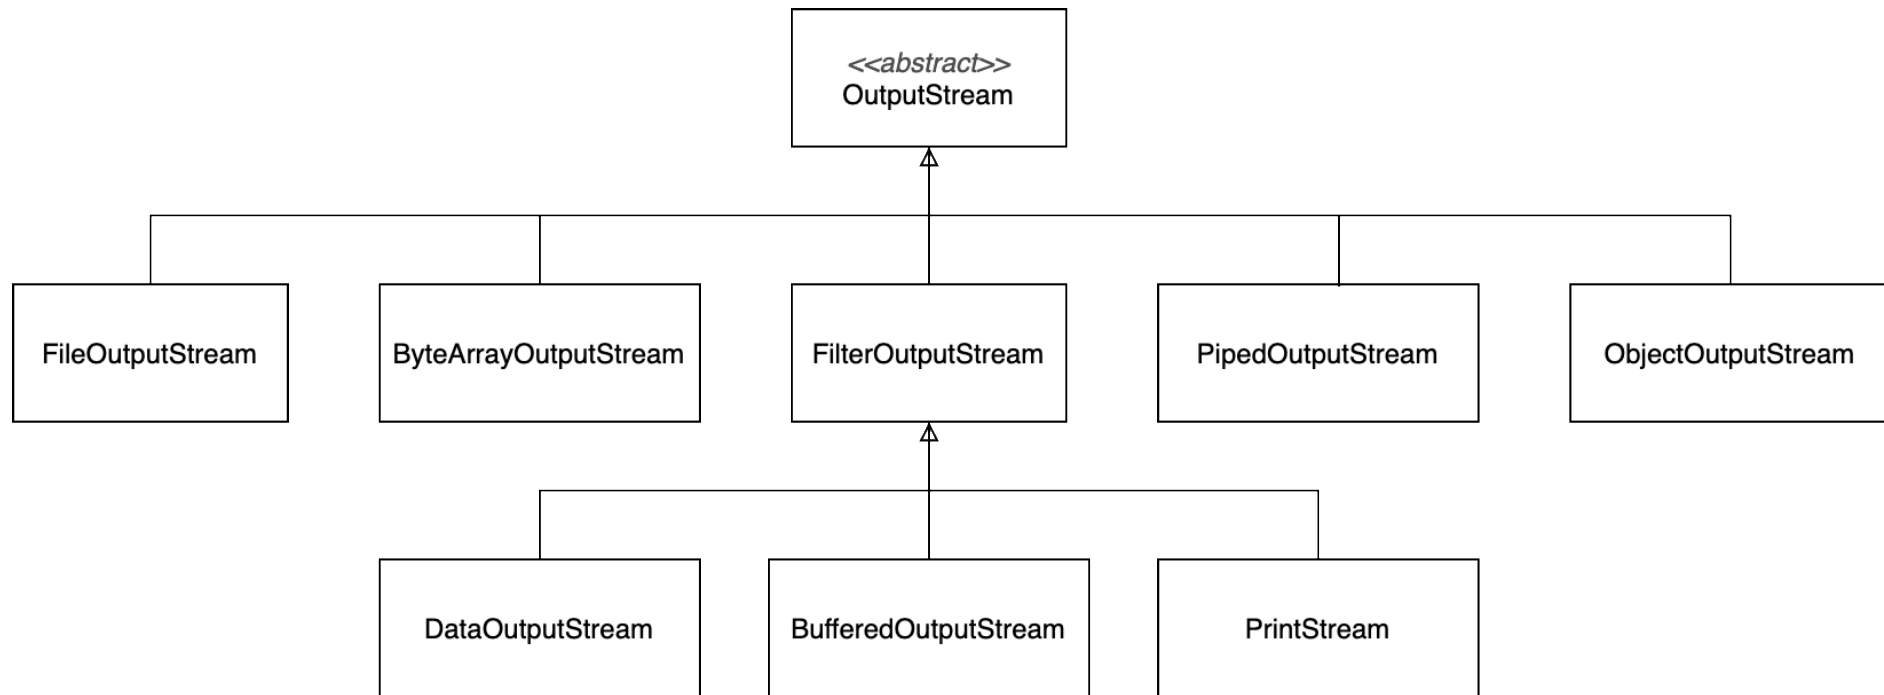 <<abstract>>
OutputStream
FileOutputStream
ByteArrayOutputStream
FilterOutputStream
PipedOutputStream
ObjectOutputStream
DataOutputStream
BufferedOutputStream
PrintStream